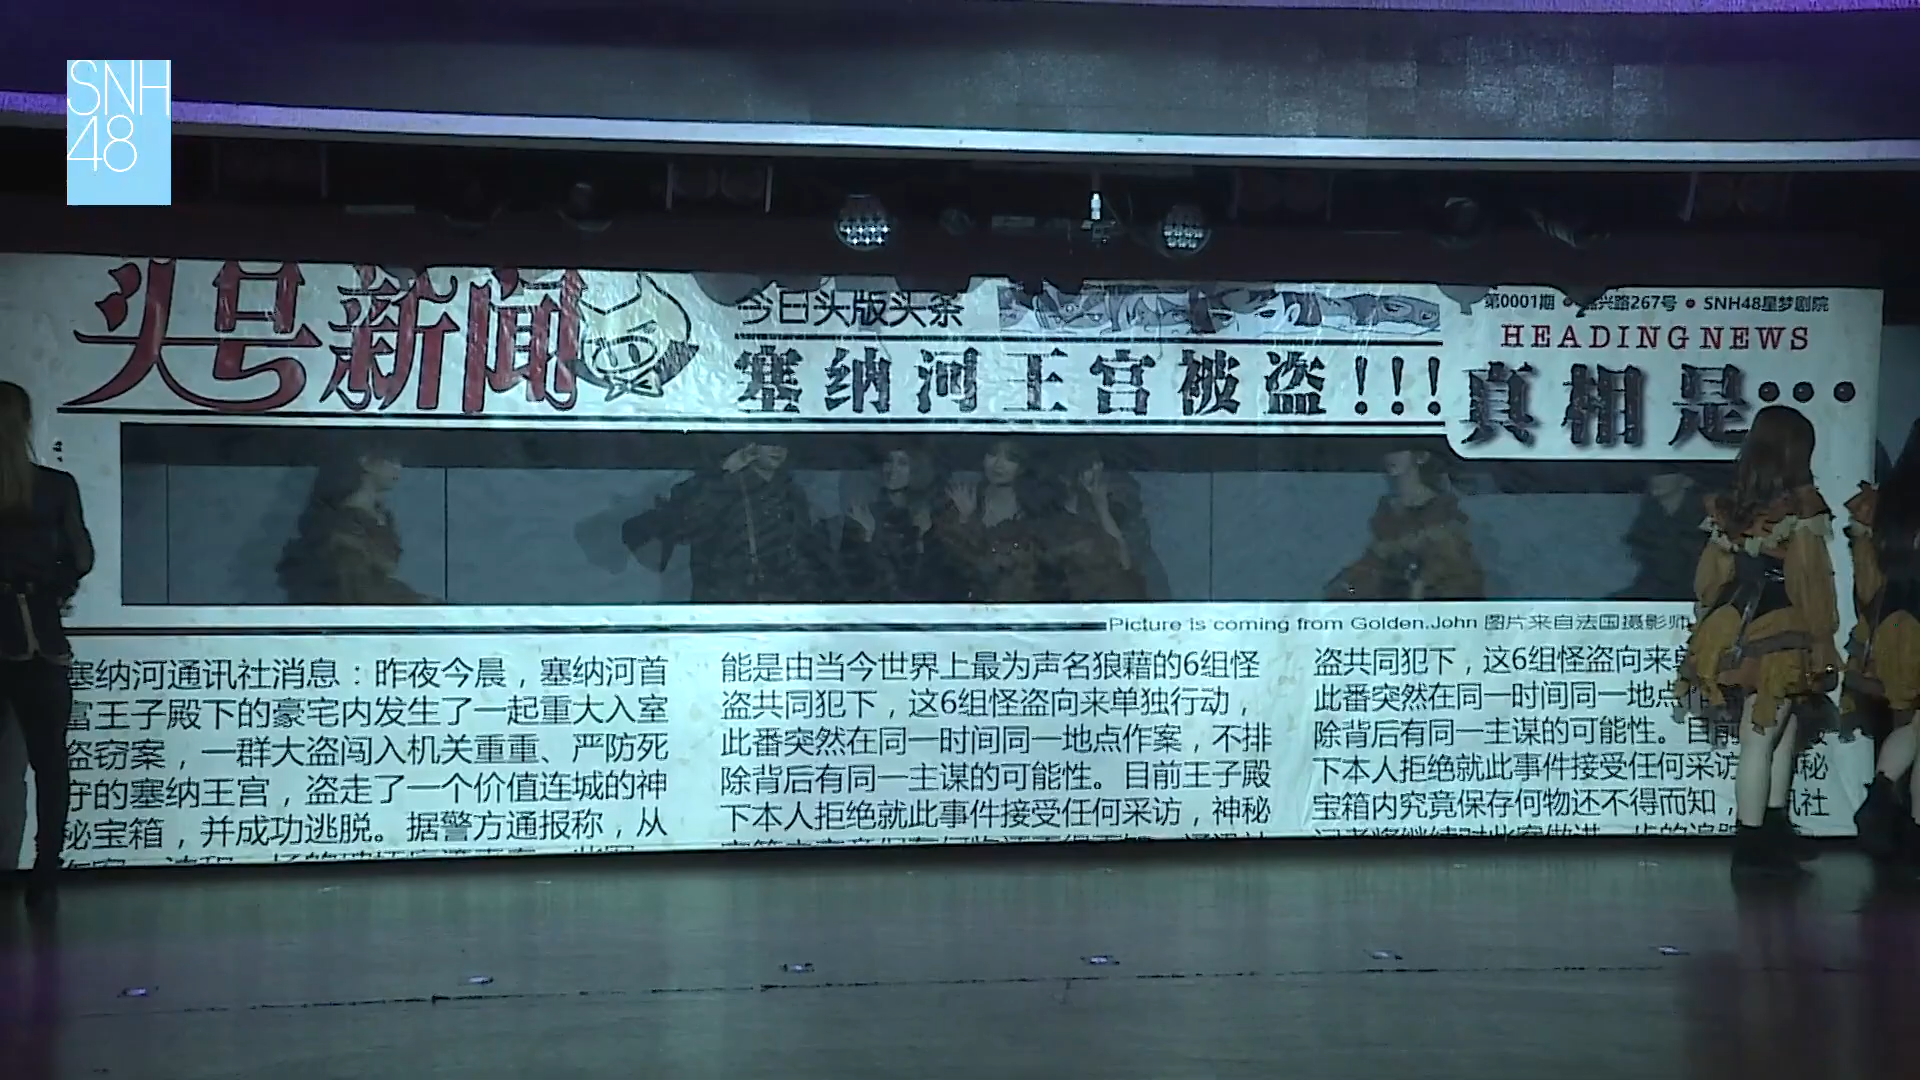 SNH
48
头号新闻
今日头版头条
塞纳河王宫被盗!!!
第0001期 • 嘉兴路267号 • SNH48星梦剧院
HEADING NEWS
真相是•••
Picture is coming from Golden.John 图片来自法国摄影师
塞纳河通讯社消息：昨夜今晨，塞纳河首
富王子殿下的豪宅内发生了一起重大入室
盗窃案，一群大盗闯入机关重重、严防死
守的塞纳王宫，盗走了一个价值连城的神
秘宝箱，并成功逃脱。据警方通报称，从
能是由当今世界上最为声名狼藉的6组怪
盗共同犯下，这6组怪盗向来单独行动，
此番突然在同一时间同一地点作案，不排
除背后有同一主谋的可能性。目前王子殿
下本人拒绝就此事件接受任何采访，神秘
盗共同犯下，这6组怪盗向来
此番突然在同一时间同一地点
除背后有同一主谋的可能性。目前
下本人拒绝就此事件接受任何采访 秘
宝箱内究竟保存何物还不得而知， 讯社